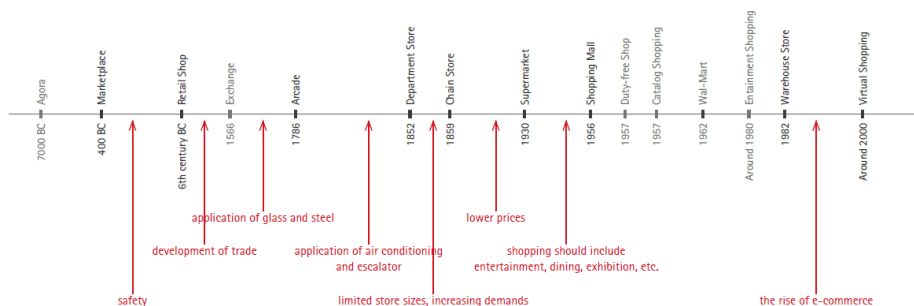 Agora
Marketplace
Retail Shop
Exchange
Arcade
Department Store
Chain Store
Supermarket
Shopping Mall
Duty-free Shop
Catalog Shopping
Wal-Mart
Entainment Shopping
Warehouse Store
Virtual Shopping
7000 BC
400 BC
6th century BC
1566
1786
1852
1859
1930
1956
1957
1957
1962
Around 1980
1982
Around 2000
application of glass and steel
lower prices
development of trade
application of air conditioning
and escalator
shopping should include
entertainment, dining, exhibition, etc.
safety
limited store sizes, increasing demands
the rise of e-commerce